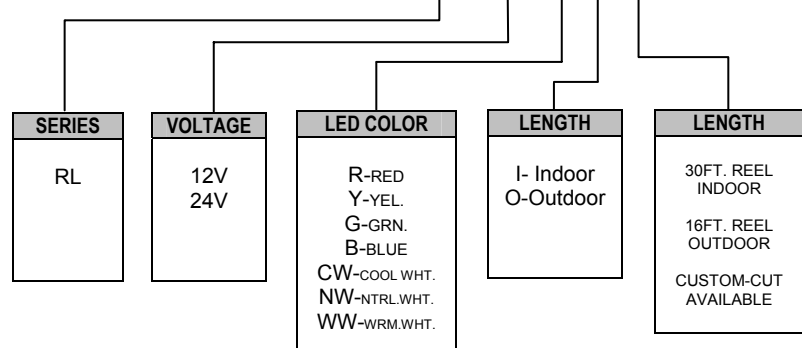 SERIES
RL
VOLTAGE
12V
24V
LED COLOR
R-RED
Y-YEL.
G-GRN.
B-BLUE
CW-COOL WHT.
NW-NTRL.WHT.
WW-WRM.WHT.
LENGTH
I- Indoor
O-Outdoor
LENGTH
30FT. REEL
INDOOR
16FT. REEL
OUTDOOR
CUSTOM-CUT
AVAILABLE